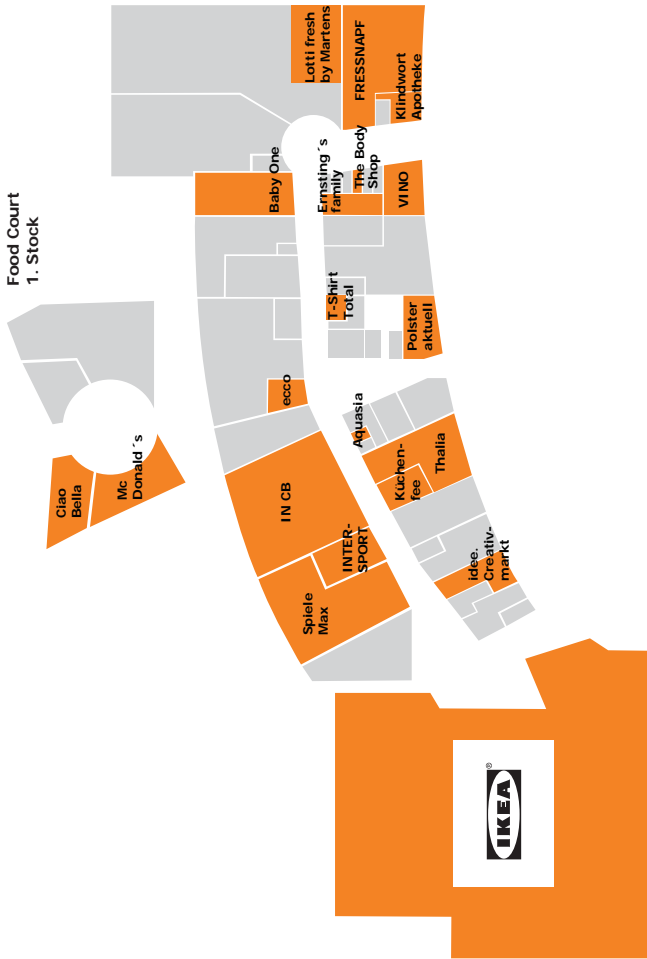 Food Court
1. Stock
Ciao
Bella
Mc
Donald´s
Lotti fresh
by Martens
FRESSNAPF
Klindwort
Apotheke
Baby One
Ernsting´s
family
The Body
Shop
VINO
T-Shirt
Total
Polster
aktuell
ecco
Aquasia
Küchen-
fee
Thalia
IN CB
INTER-
SPORT
Spiele
Max
idee.
Creativ-
markt
IKEA®